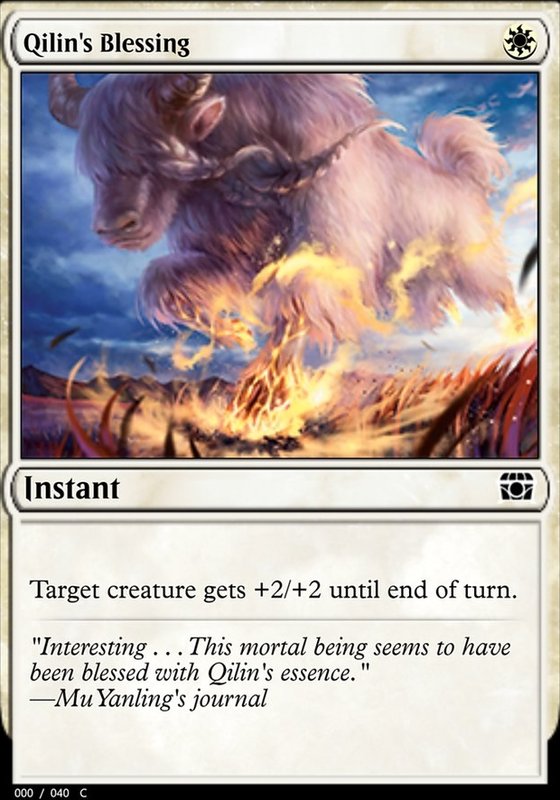 Qilin's Blessing
Instant
Target creature gets +2/+2 until end of turn.
"Interesting . . . This mortal being seems to have
been blessed with Qilin's essence."
—Mu Yanling's journal
000 / 040 C